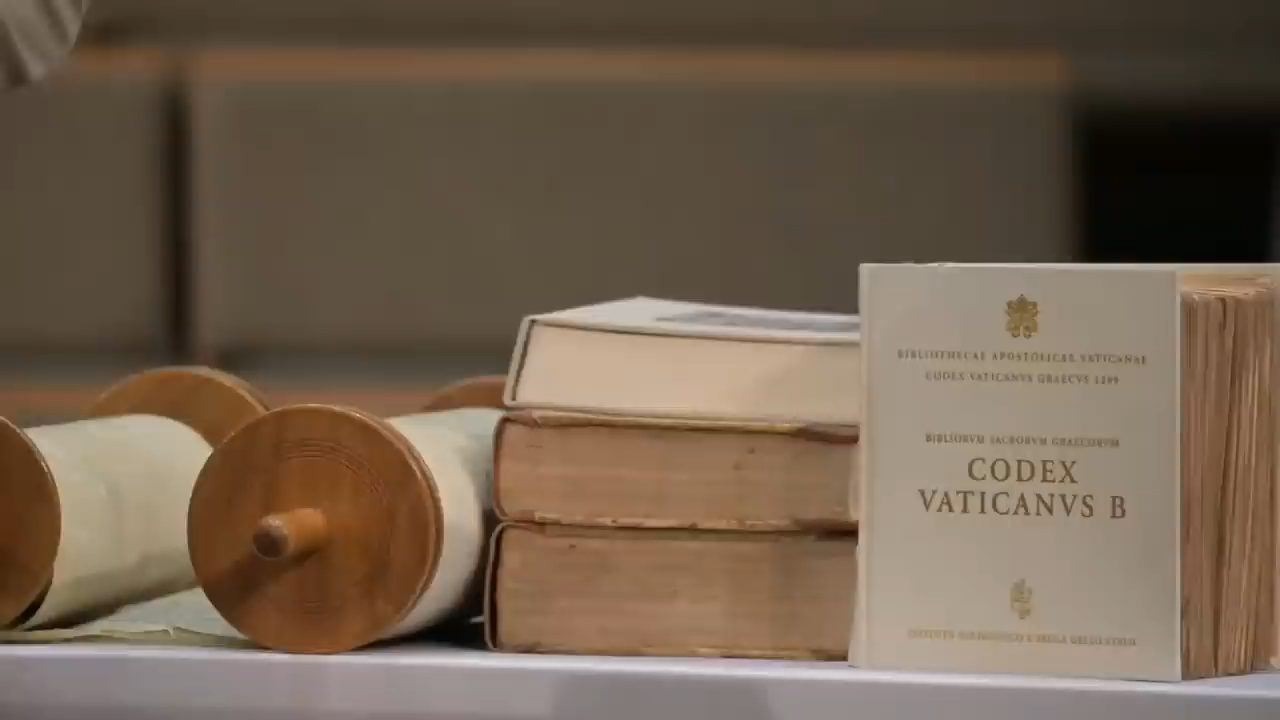 BIBLIOTHECAE APOSTOLICAE VATICANAE
CODEX VATICANVS GRAECVS 1209
BIBLIORVM SACRORVM GRAECORVM
CODEX
VATICANVS B